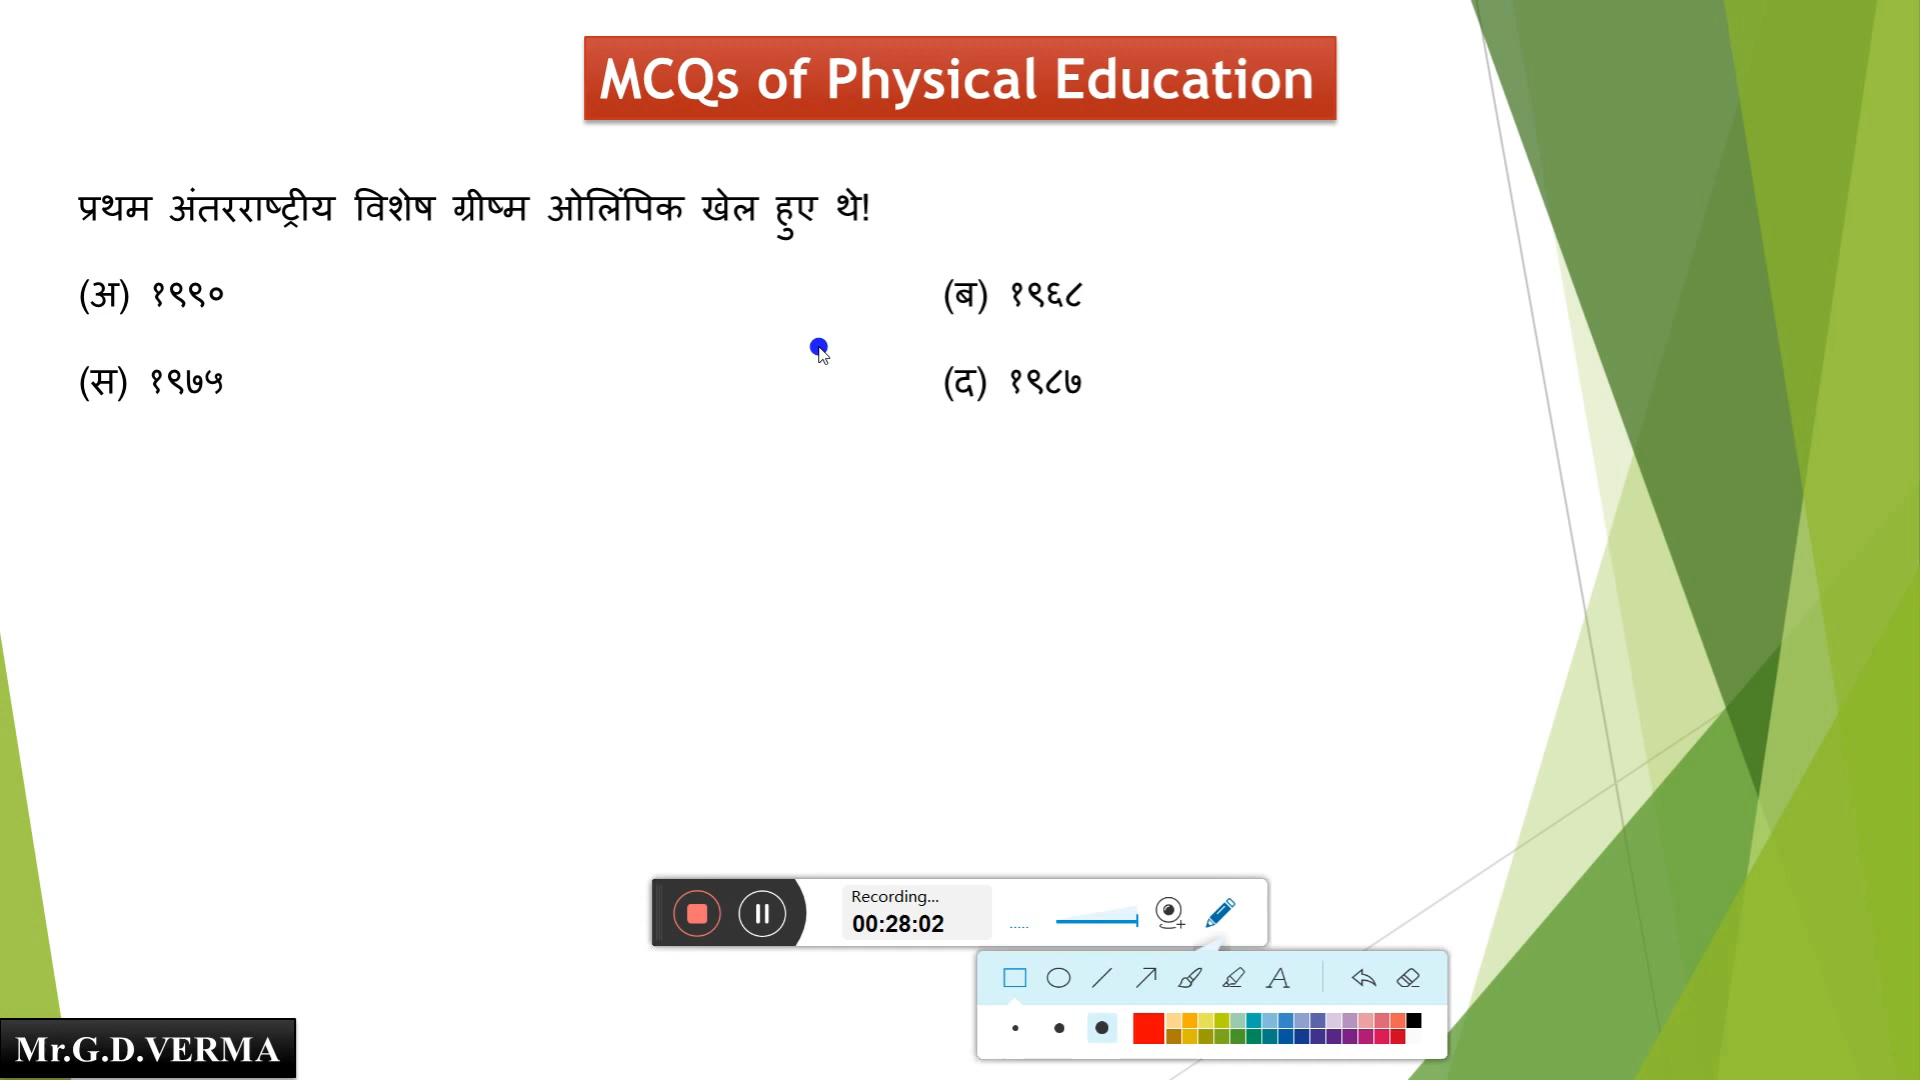 MCQs of Physical Education
प्रथम अंतरराष्ट्रीय विशेष ग्रीष्म ओलिंपिक खेल हुए थे!
(अ) १९९० (ब) १९६८
(स) १९७५ (द) १९८७
Recording...
00:28:02
A
Mr.G.D.VERMA